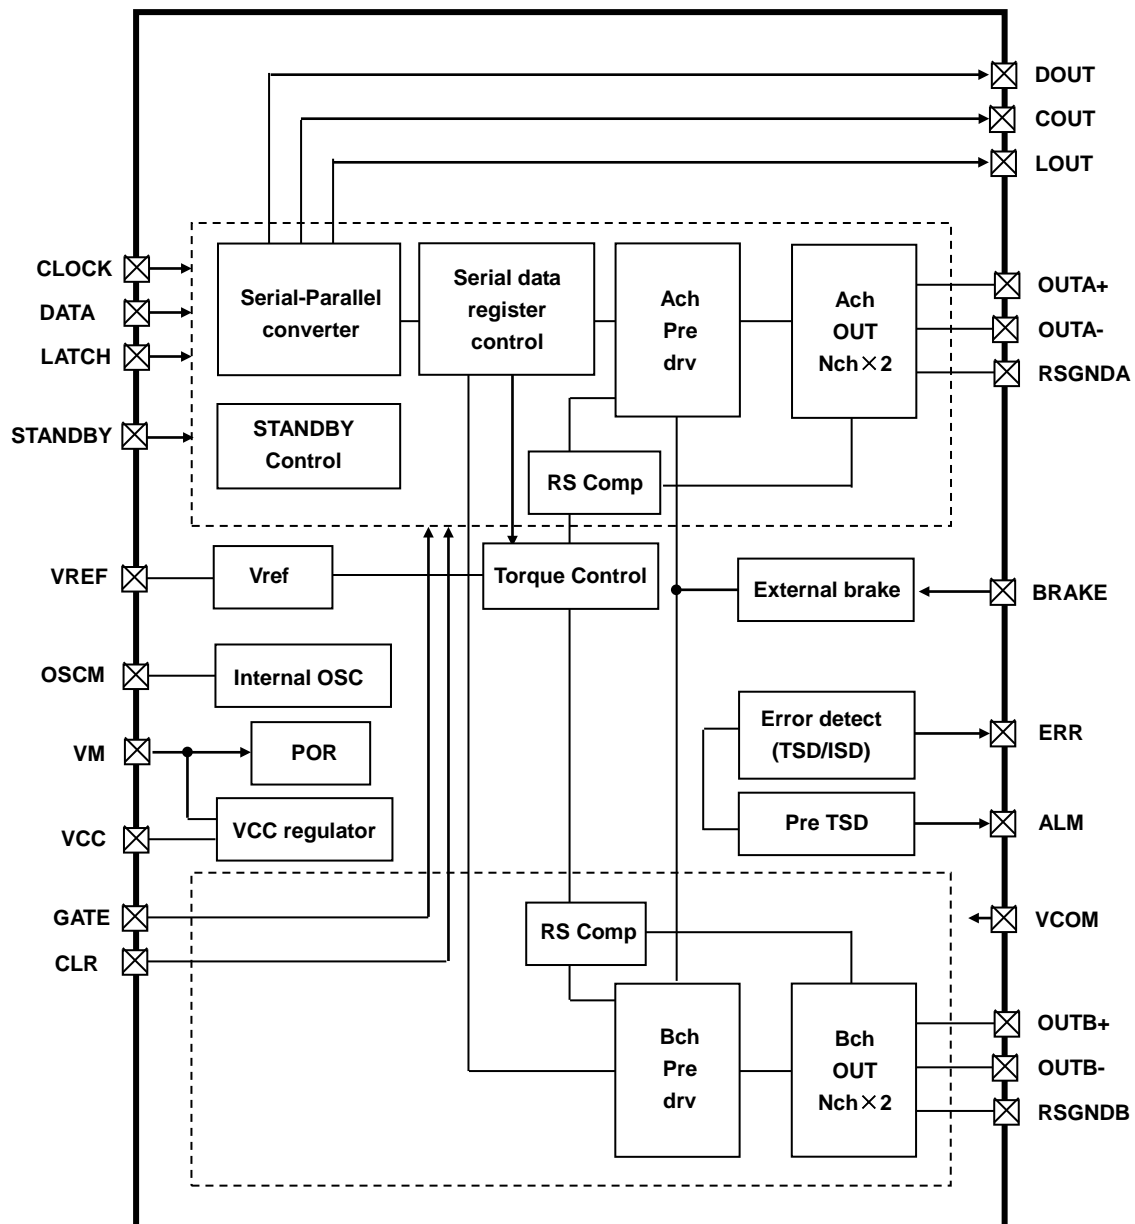 DOUT
COUT
LOUT
CLOCK
DATA
LATCH
STANDBY
Serial-Parallel
converter
Serial data
register
control
Ach
Pre
drv
Ach
OUT
Nch×2
OUTA+
OUTA-
RSGNDA
STANDBY
Control
RS Comp
VREF
Vref
Torque Control
External brake
BRAKE
OSCM
Internal OSC
VM
POR
Error detect
(TSD/ISD)
ERR
VCC
VCC regulator
Pre TSD
ALM
GATE
CLR
RS Comp
VCOM
Bch
Pre
drv
Bch
OUT
Nch×2
OUTB+
OUTB-
RSGNDB